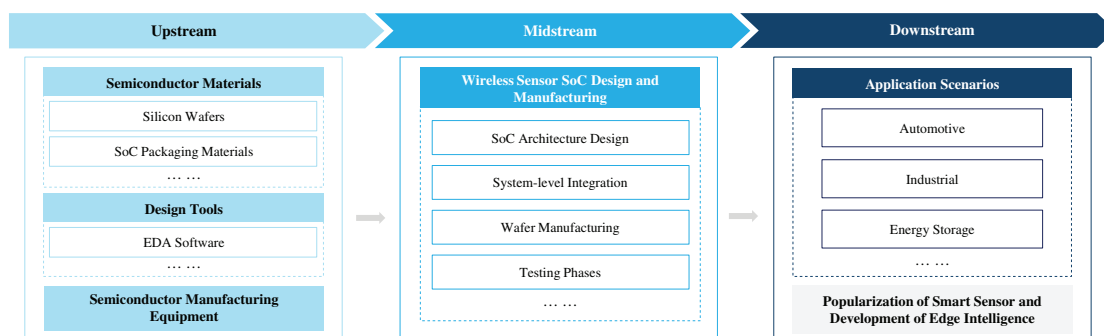 Upstream
Midstream
Downstream
Semiconductor Materials
Silicon Wafers
SoC Packaging Materials
… …
Design Tools
EDA Software
… …
Semiconductor Manufacturing
Equipment
Wireless Sensor SoC Design and
Manufacturing
SoC Architecture Design
System-level Integration
Wafer Manufacturing
Testing Phases
… …
Application Scenarios
Automotive
Industrial
Energy Storage
… …
Popularization of Smart Sensor and
Development of Edge Intelligence